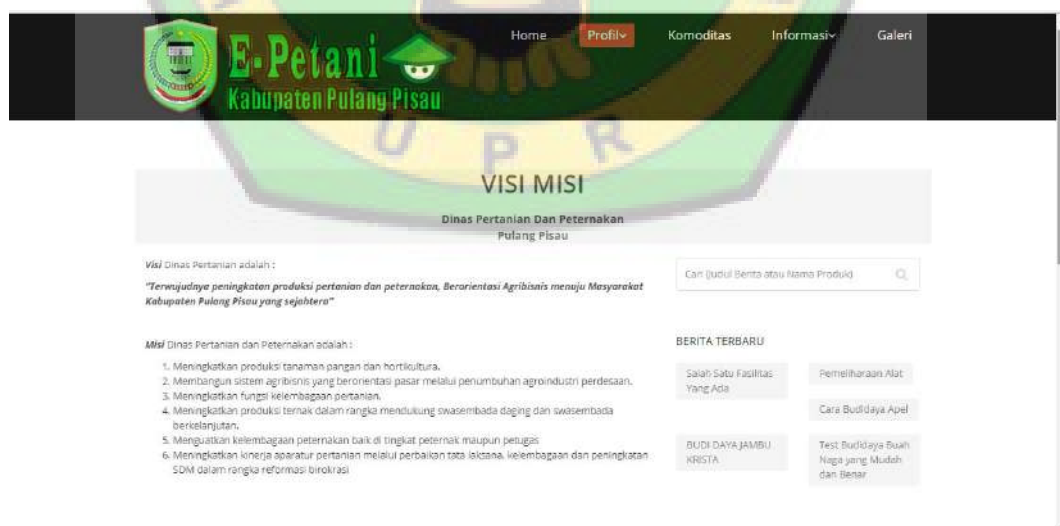 Home Profil Komoditas Informasi Galeri
E-Petani
Kabupaten Pulang Pisau
UPR
VISI MISI
Dinas Pertanian Dan Peternakan
Pulang Pisau
Visi Dinas Pertanian adalah :
"Terwujudnya peningkatan produksi pertanian dan peternakan, Berorientasi Agribisnis menuju Masyarakat
Kabupaten Pulang Pisau yang sejahtera"
Misi Dinas Pertanian dan Peternakan adalah :
1. Meningkatkan produksi tanaman pangan dan hortikultura.
2. Membangun sistem agribisnis yang berorientasi pasar melalui penumbuhan agroindustri perdesaan.
3. Meningkatkan fungsi kelembagaan pertanian.
4. Meningkatkan produksi ternak dalam rangka mendukung swasembada daging dan swasembada
berkelanjutan.
5. Menguatkan kelembagaan peternakan baik di tingkat peternak maupun petugas
6. Meningkatkan kinerja aparatur pertanian melalui perbaikan tata laksana, kelembagaan dan peningkatan
SDM dalam rangka reformasi birokrasi
Cari (Judul Berita atau Nama Produk)
BERITA TERBARU
Salah Satu Fasilitas
Yang Ada
Pemeliharaan Alat
Cara Budidaya Apel
BUDI DAYA JAMBU
KRISTA
Test Budidaya Buah
Naga yang Mudah
dan Benar